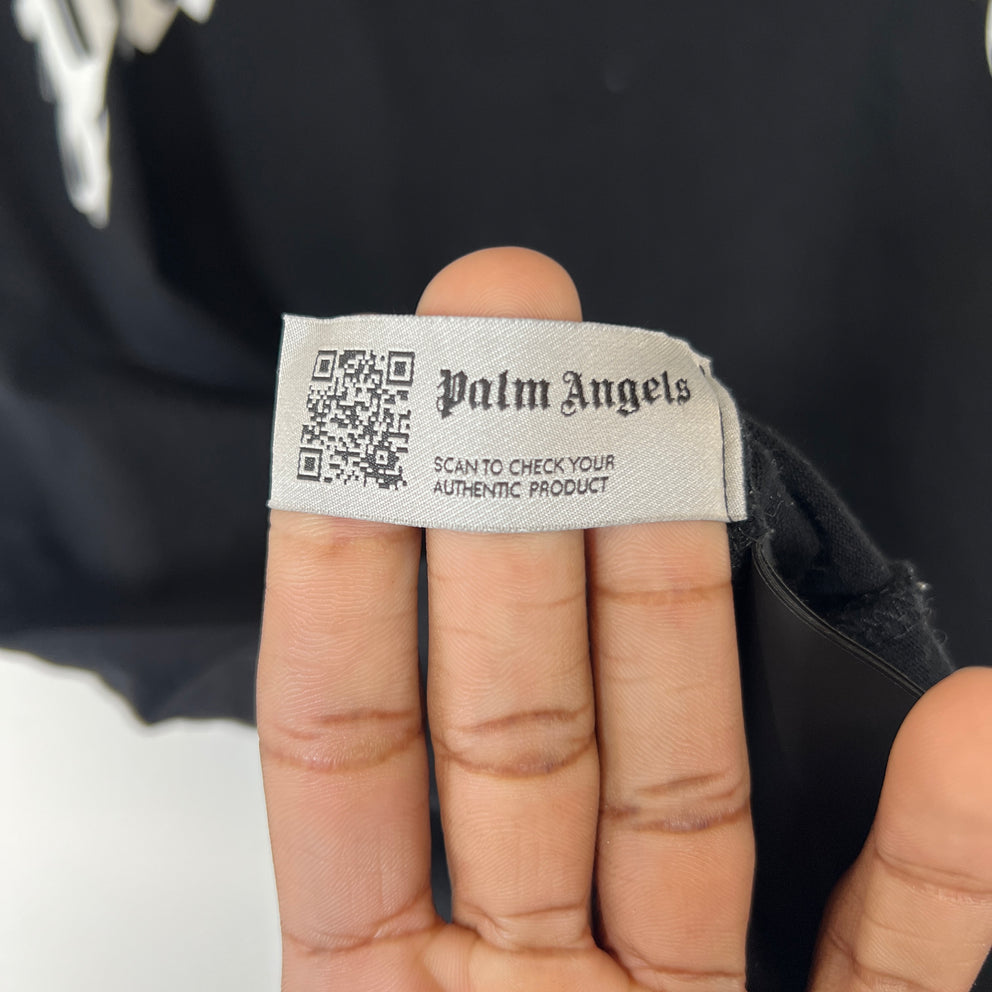 Palm Angels
SCAN TO CHECK YOUR
AUTHENTIC PRODUCT